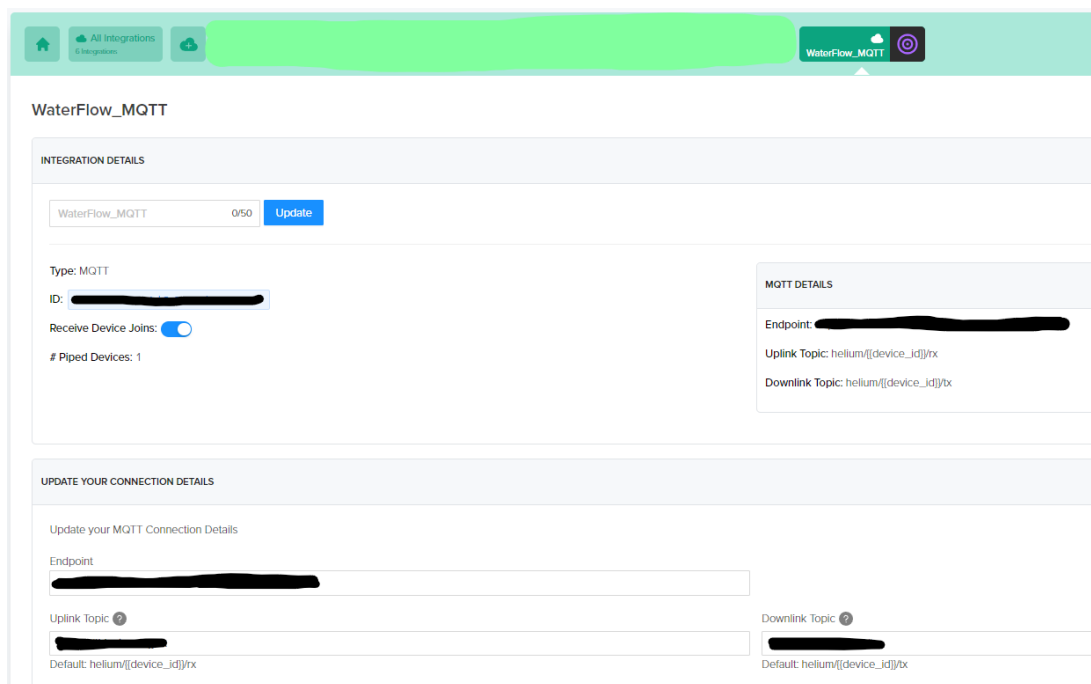 All Integrations
6 Integrations
WaterFlow_MQTT
WaterFlow_MQTT
INTEGRATION DETAILS
WaterFlow_MQTT 0/50 Update
Type: MQTT
ID:
Receive Device Joins:
# Piped Devices: 1
MQTT DETAILS
Endpoint:
Uplink Topic: helium/{{device_id}}/rx
Downlink Topic: helium/{{device_id}}/tx
UPDATE YOUR CONNECTION DETAILS
Update your MQTT Connection Details
Endpoint
Uplink Topic ?
Default: helium/{{device_id}}/rx
Downlink Topic ?
Default: helium/{{device_id}}/tx